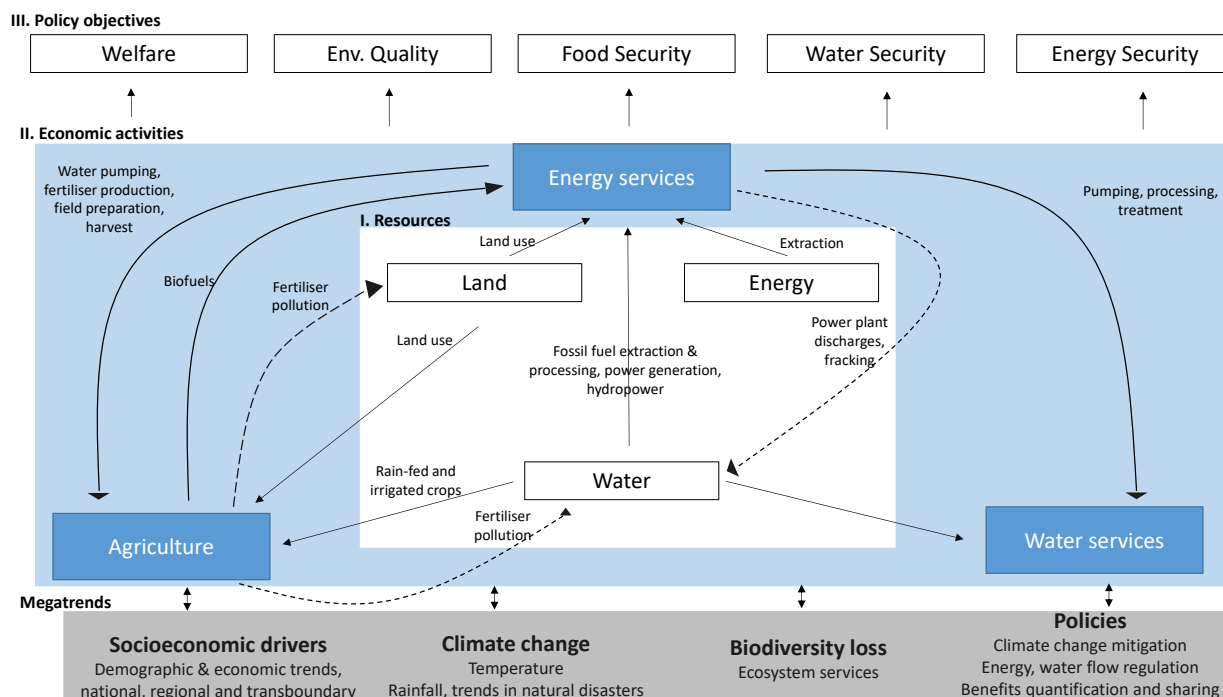 III. Policy objectives
Welfare
Env. Quality
Food Security
Water Security
Energy Security
II. Economic activities
Water pumping,
fertiliser production,
field preparation,
harvest
Energy services
Pumping, processing,
treatment
I. Resources
Land use
Extraction
Biofuels
Fertiliser
pollution
Land
Energy
Land use
Fossil fuel extraction &
processing, power generation,
hydropower
Power plant
discharges,
fracking
Rain-fed and
irrigated crops
Water
Fertiliser
pollution
Agriculture
Water services
Megatrends
Socioeconomic drivers
Demographic & economic trends,
national, regional and transboundary
Climate change
Temperature
Rainfall, trends in natural disasters
Biodiversity loss
Ecosystem services
Policies
Climate change mitigation
Energy, water flow regulation
Benefits quantification and sharing